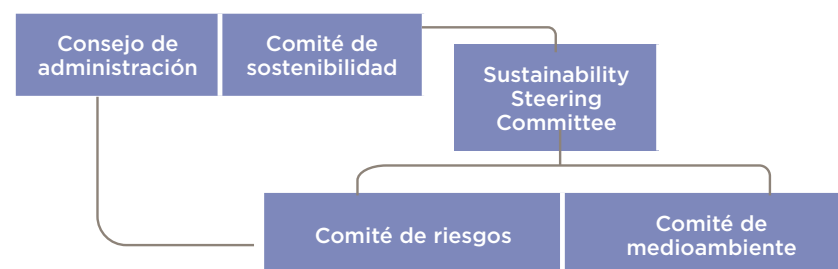 Consejo de
administración
Comité de
sostenibilidad
Sustainability
Steering
Committee
Comité de riesgos
Comité de
medioambiente